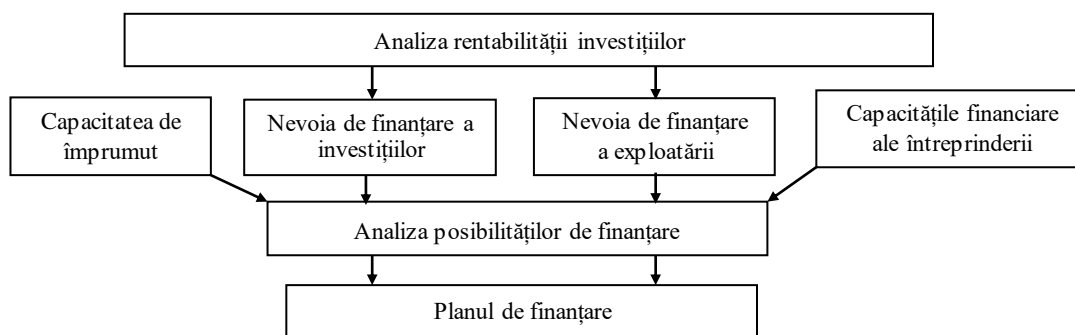 Analiza rentabilității investițiilor
Capacitatea de
împrumut
Nevoia de finanțare a
investițiilor
Nevoia de finanțare
a exploatării
Capacitățile financiare
ale întreprinderii
Analiza posibilităților de finanțare
Planul de finanțare